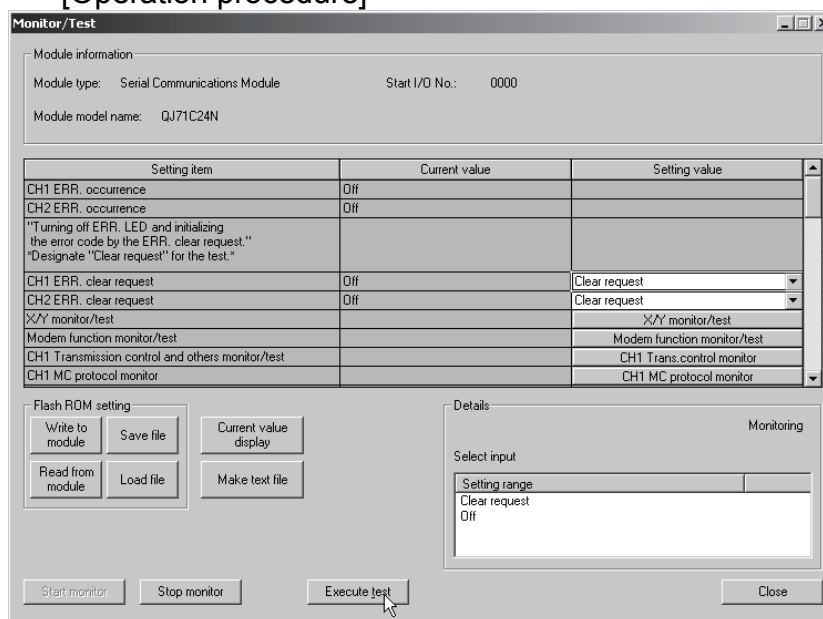 [Operation procedure]
Monitor/Test
Module information
Module type: Serial Communications Module Start I/O No.: 0000
Module model name: QJ71C24N
Setting item Current value Setting value
CH1 ERR. occurrence Off
CH2 ERR. occurrence Off
"Turning off ERR. LED and initializing
the error code by the ERR. clear request."
*Designate "Clear request" for the test.*
CH1 ERR. clear request Off Clear request
CH2 ERR. clear request Off Clear request
X/Y monitor/test X/Y monitor/test
Modem function monitor/test Modem function monitor/test
CH1 Transmission control and others monitor/test CH1 Trans.control monitor
CH1 MC protocol monitor CH1 MC protocol monitor
Flash ROM setting
Write to
module
Save file
Current value
display
Read from
module
Load file
Make text file
Details
Monitoring
Select input
Setting range
Clear request
Off
Start monitor Stop monitor Execute test Close